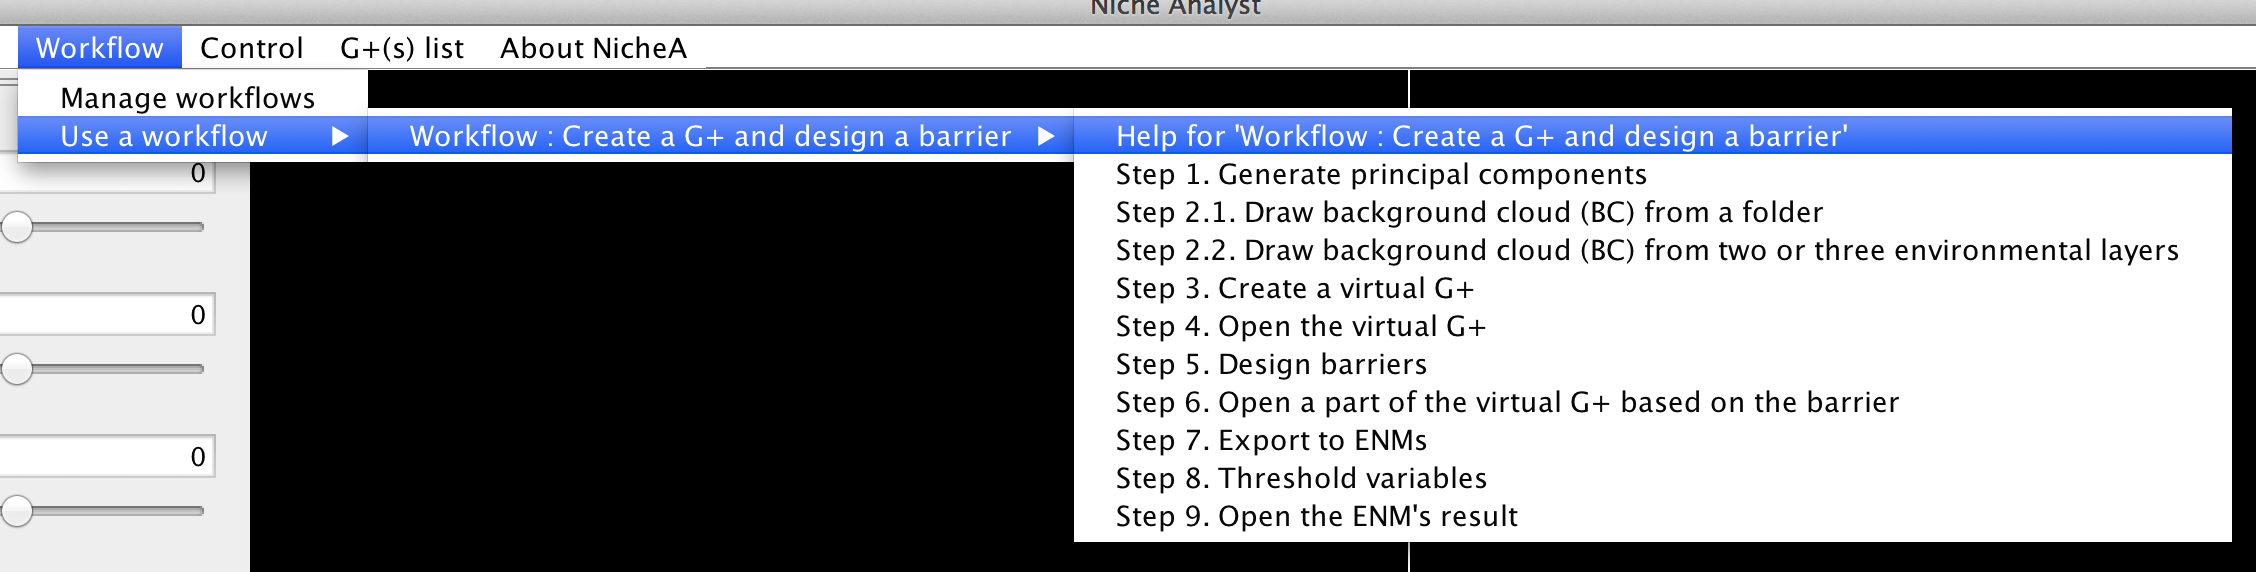 Niche Analyst
Workflow Control G+(s) list About NicheA
Manage workflows
Use a workflow Workflow : Create a G+ and design a barrier Help for 'Workflow : Create a G+ and design a barrier'
Step 1. Generate principal components
0
Step 2.1. Draw background cloud (BC) from a folder
Step 2.2. Draw background cloud (BC) from two or three environmental layers
Step 3. Create a virtual G+
0
Step 4. Open the virtual G+
Step 5. Design barriers
Step 6. Open a part of the virtual G+ based on the barrier
Step 7. Export to ENMs
0
Step 8. Threshold variables
Step 9. Open the ENM's result